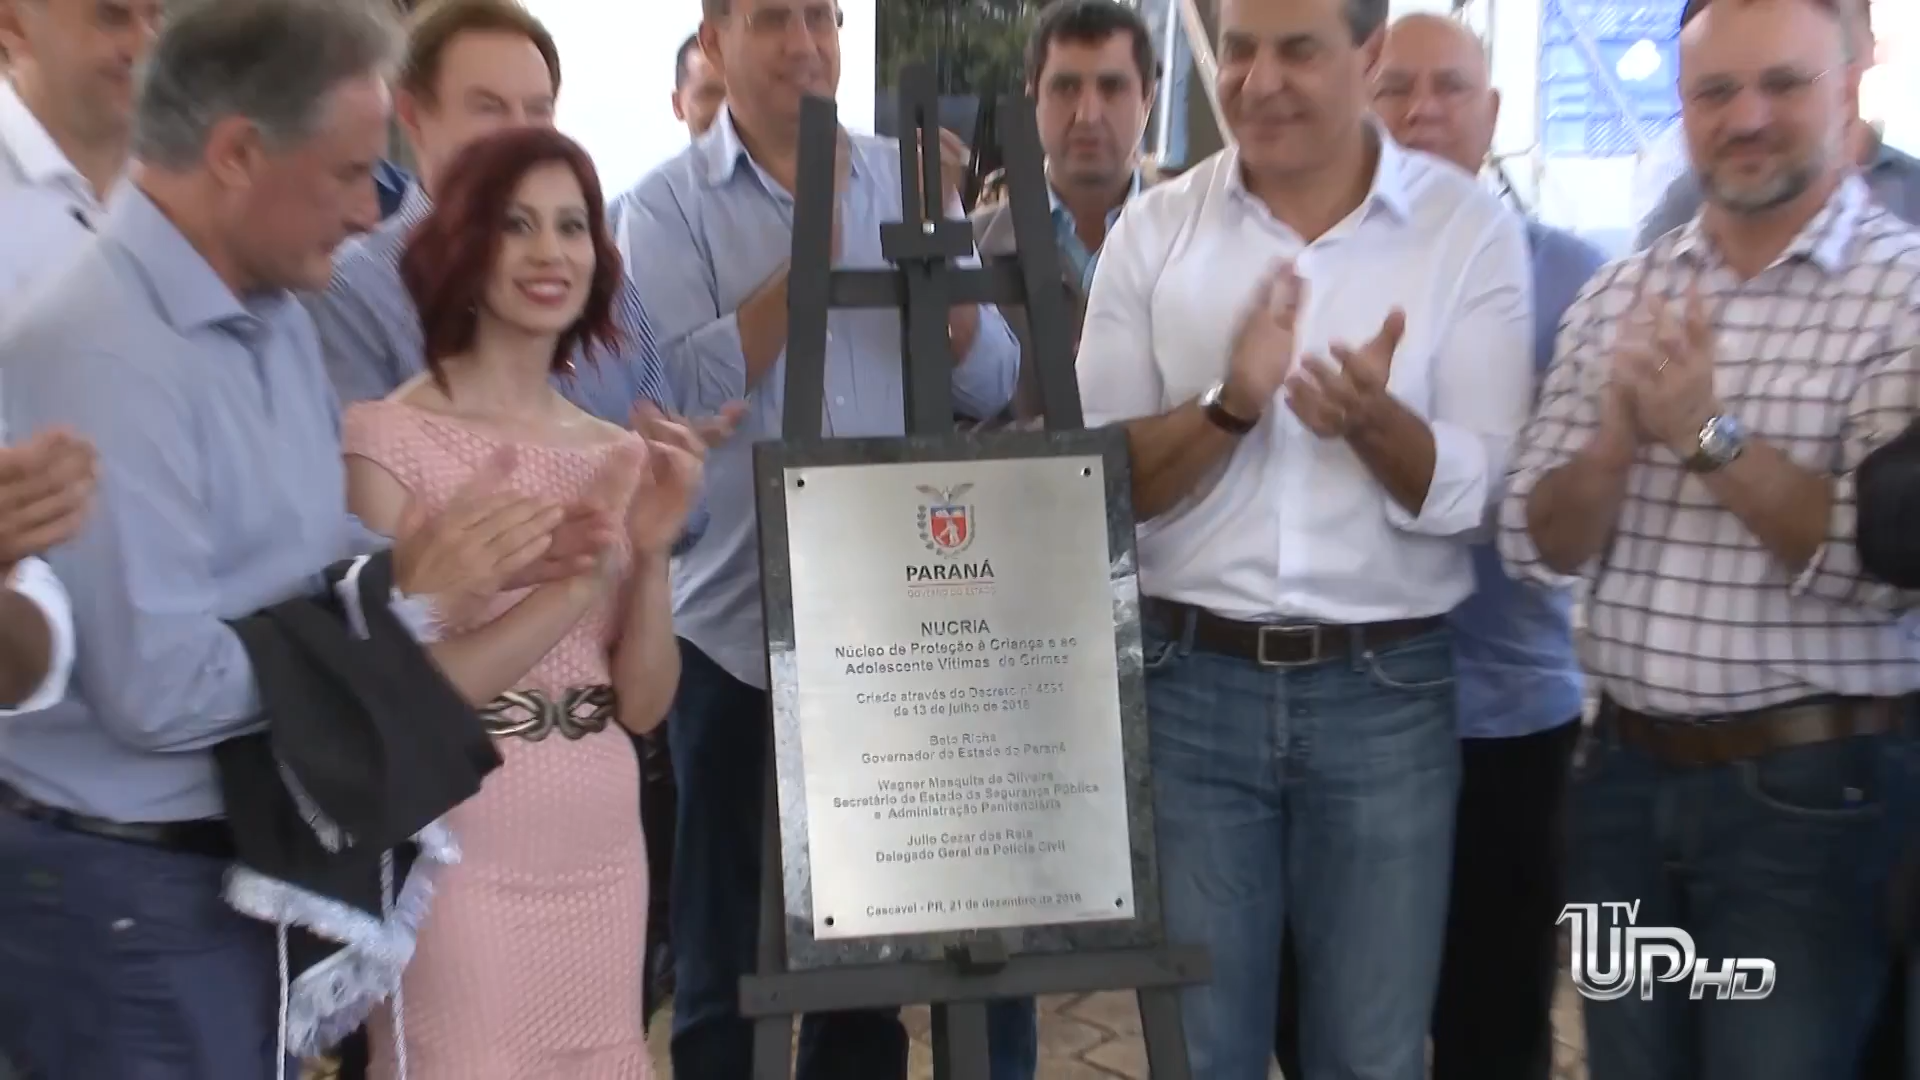 PARANÁ
GOVERNO DO ESTADO
NUCRIA
Núcleo de Proteção à Criança e ao
Adolescente Vítimas de Crimes
Criada através do Decreto nº 4591
de 13 de julho de 2016
Beto Richa
Governador do Estado do Paraná
Wagner Mesquita de Oliveira
Secretário de Estado da Segurança Pública
e Administração Penitenciária
Julio Cezar dos Reis
Delegado Geral da Polícia Civil
Cascavel - PR, 21 de dezembro de 2016
TV
UP HD